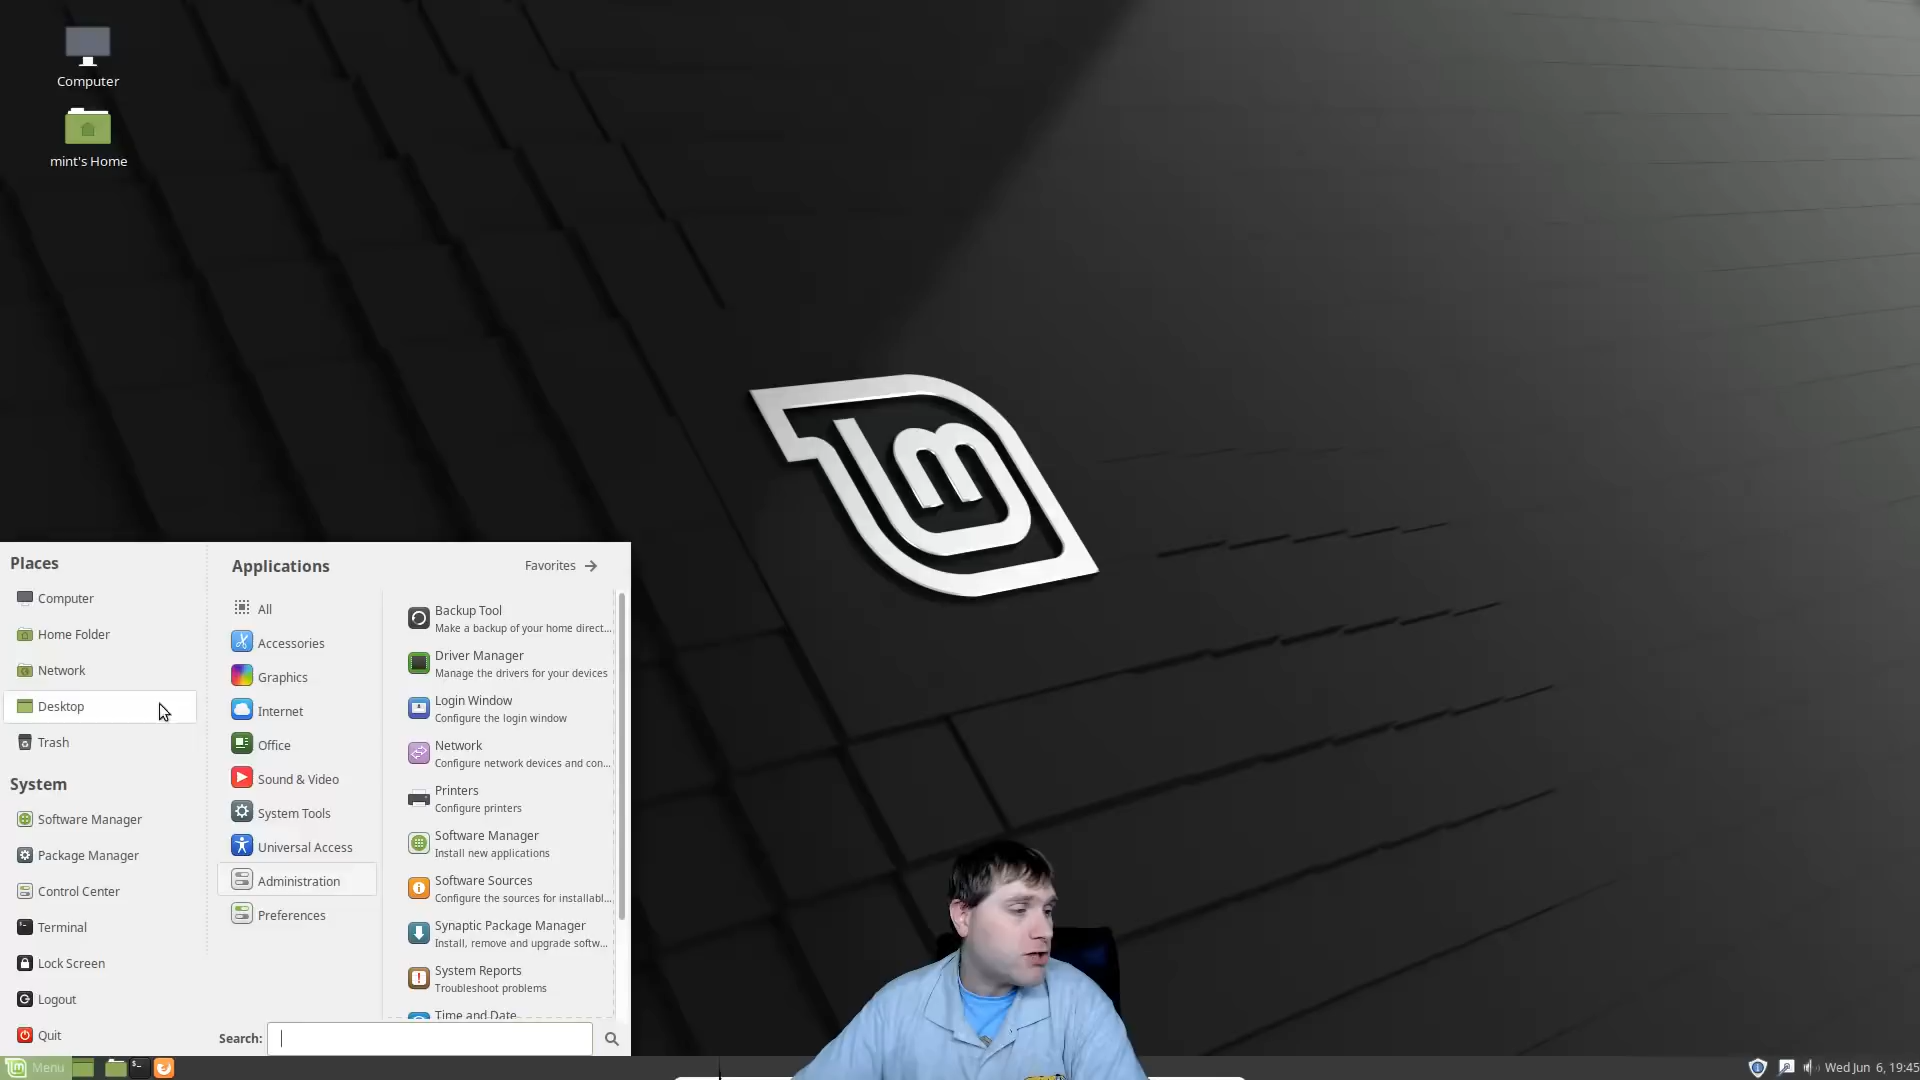 Computer
mint's Home
Places
Computer
Home Folder
Network
Desktop
Trash
System
Software Manager
Package Manager
Control Center
Terminal
Lock Screen
Logout
Quit
Applications
Favorites
All
Accessories
Graphics
Internet
Office
Sound & Video
System Tools
Universal Access
Administration
Preferences
Backup Tool
Make a backup of your home direct...
Driver Manager
Manage the drivers for your devices
Login Window
Configure the login window
Network
Configure network devices and con...
Printers
Configure printers
Software Manager
Install new applications
Software Sources
Configure the sources for installabl...
Synaptic Package Manager
Install, remove and upgrade softw...
System Reports
Troubleshoot problems
Time and Date
Search:
Menu
Wed Jun 6, 19:45